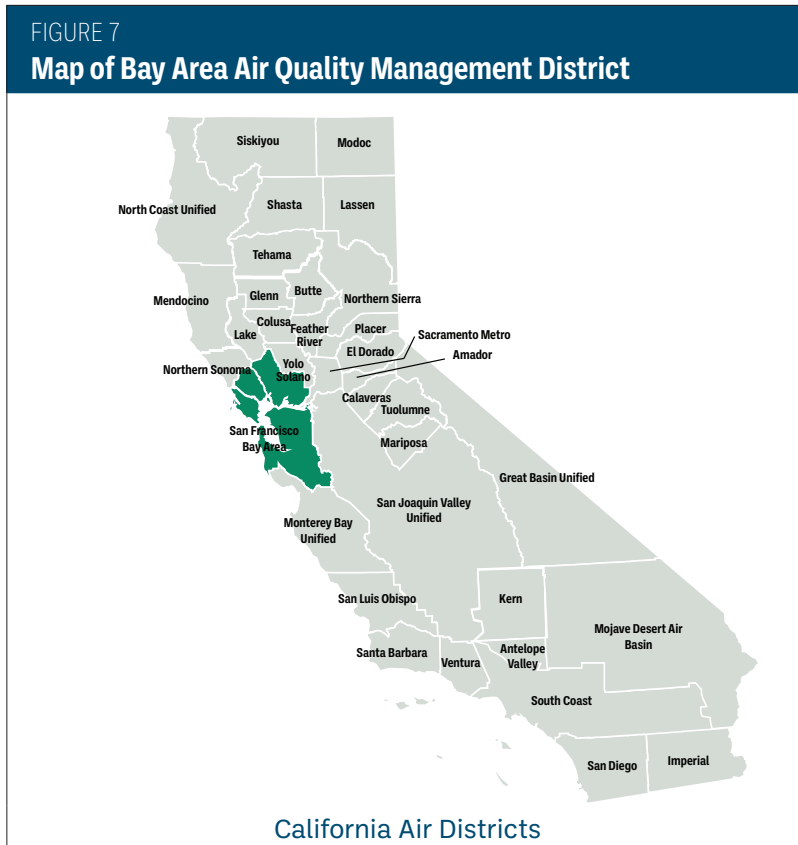 FIGURE 7
Map of Bay Area Air Quality Management District
Siskiyou
Modoc
North Coast Unified
Shasta
Lassen
Tehama
Mendocino
Glenn
Butte
Northern Sierra
Colusa
Lake
Feather
River
Placer
Sacramento Metro
El Dorado
Amador
Northern Sonoma
Yolo
Solano
Calaveras
Tuolumne
San Francisco
Bay Area
Mariposa
Great Basin Unified
San Joaquin Valley
Unified
Monterey Bay
Unified
San Luis Obispo
Kern
Mojave Desert Air
Basin
Santa Barbara
Ventura
Antelope
Valley
South Coast
San Diego
Imperial
California Air Districts